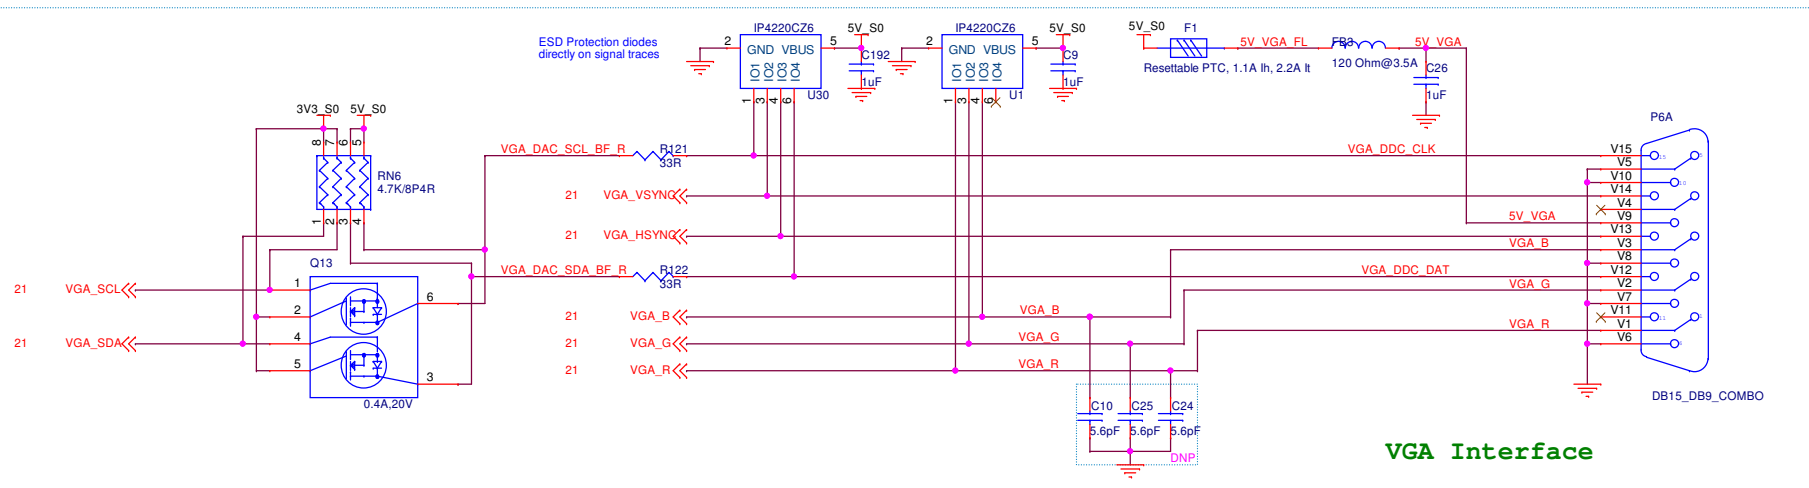 ESD Protection diodes
directly on signal traces
IP4220CZ6
2
GND VBUS
5
IO1
IO2
IO3
IO4
1
3
4
6
U30
5V_S0
C192
1uF
IP4220CZ6
2
GND VBUS
5
IO1
IO2
IO3
IO4
1
3
4
6
U1
5V_S0
C9
1uF
5V_S0
F1
Resettable PTC, 1.1A Ih, 2.2A It
5V_VGA_FL
FB3
120 Ohm@3.5A
5V_VGA
C26
1uF
3V3_S0
5V_S0
8
7
6
5
RN6
4.7K/8P4R
1
2
3
4
VGA_DAC_SCL_BF_R
R121
33R
VGA_DDC_CLK
21
VGA_VSYNC
21
VGA_HSYNC
VGA_DAC_SDA_BF_R
R122
33R
VGA_DDC_DAT
Q13
1
2
4
5
6
3
0.4A,20V
21
VGA_SCL
21
VGA_SDA
21
VGA_B
VGA_B
21
VGA_G
VGA_G
21
VGA_R
VGA_R
C10
5.6pF
C25
5.6pF
C24
5.6pF
DNP
5V_VGA
VGA_B
VGA_G
VGA_R
P6A
V15
V5
V10
V14
V4
V9
V13
V3
V8
V12
V2
V7
V11
V1
V6
DB15_DB9_COMBO
VGA Interface